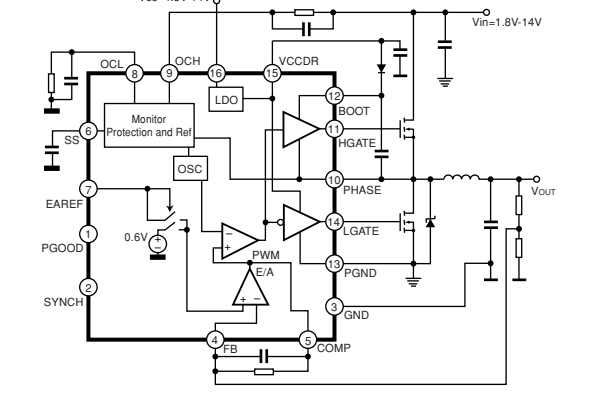 Vin=1.8V-14V
OCL
OCH
VCCDR
8
9
16
15
LDO
12
BOOT
Monitor
Protection and Ref
11
HGATE
6
SS
OSC
10
PHASE
7
EAREF
VOUT
14
LGATE
1
PGOOD
0.6V
+
−
−
+
PWM
13
PGND
E/A
2
SYNCH
+
−
3
GND
4
FB
5
COMP